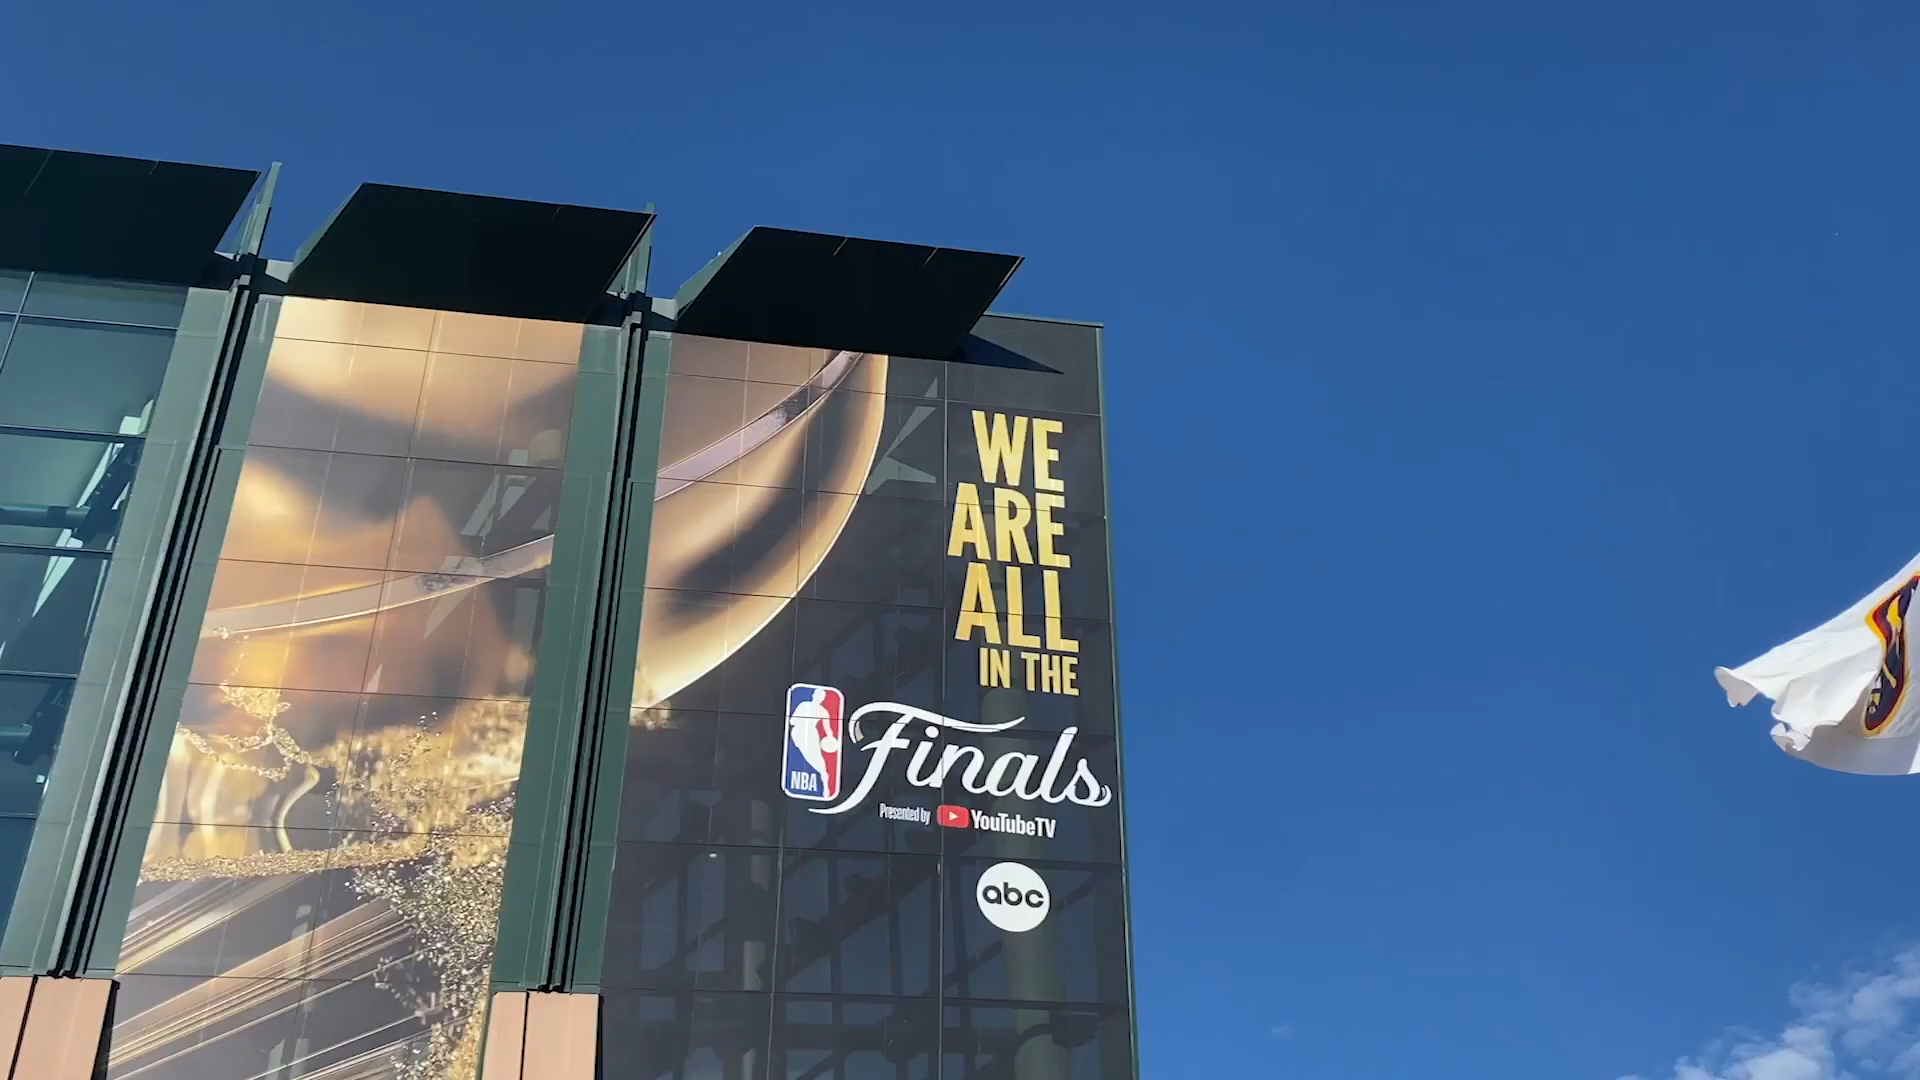 WE
ARE
ALL
IN THE
NBA Finals
Presented by YouTubeTV
abc